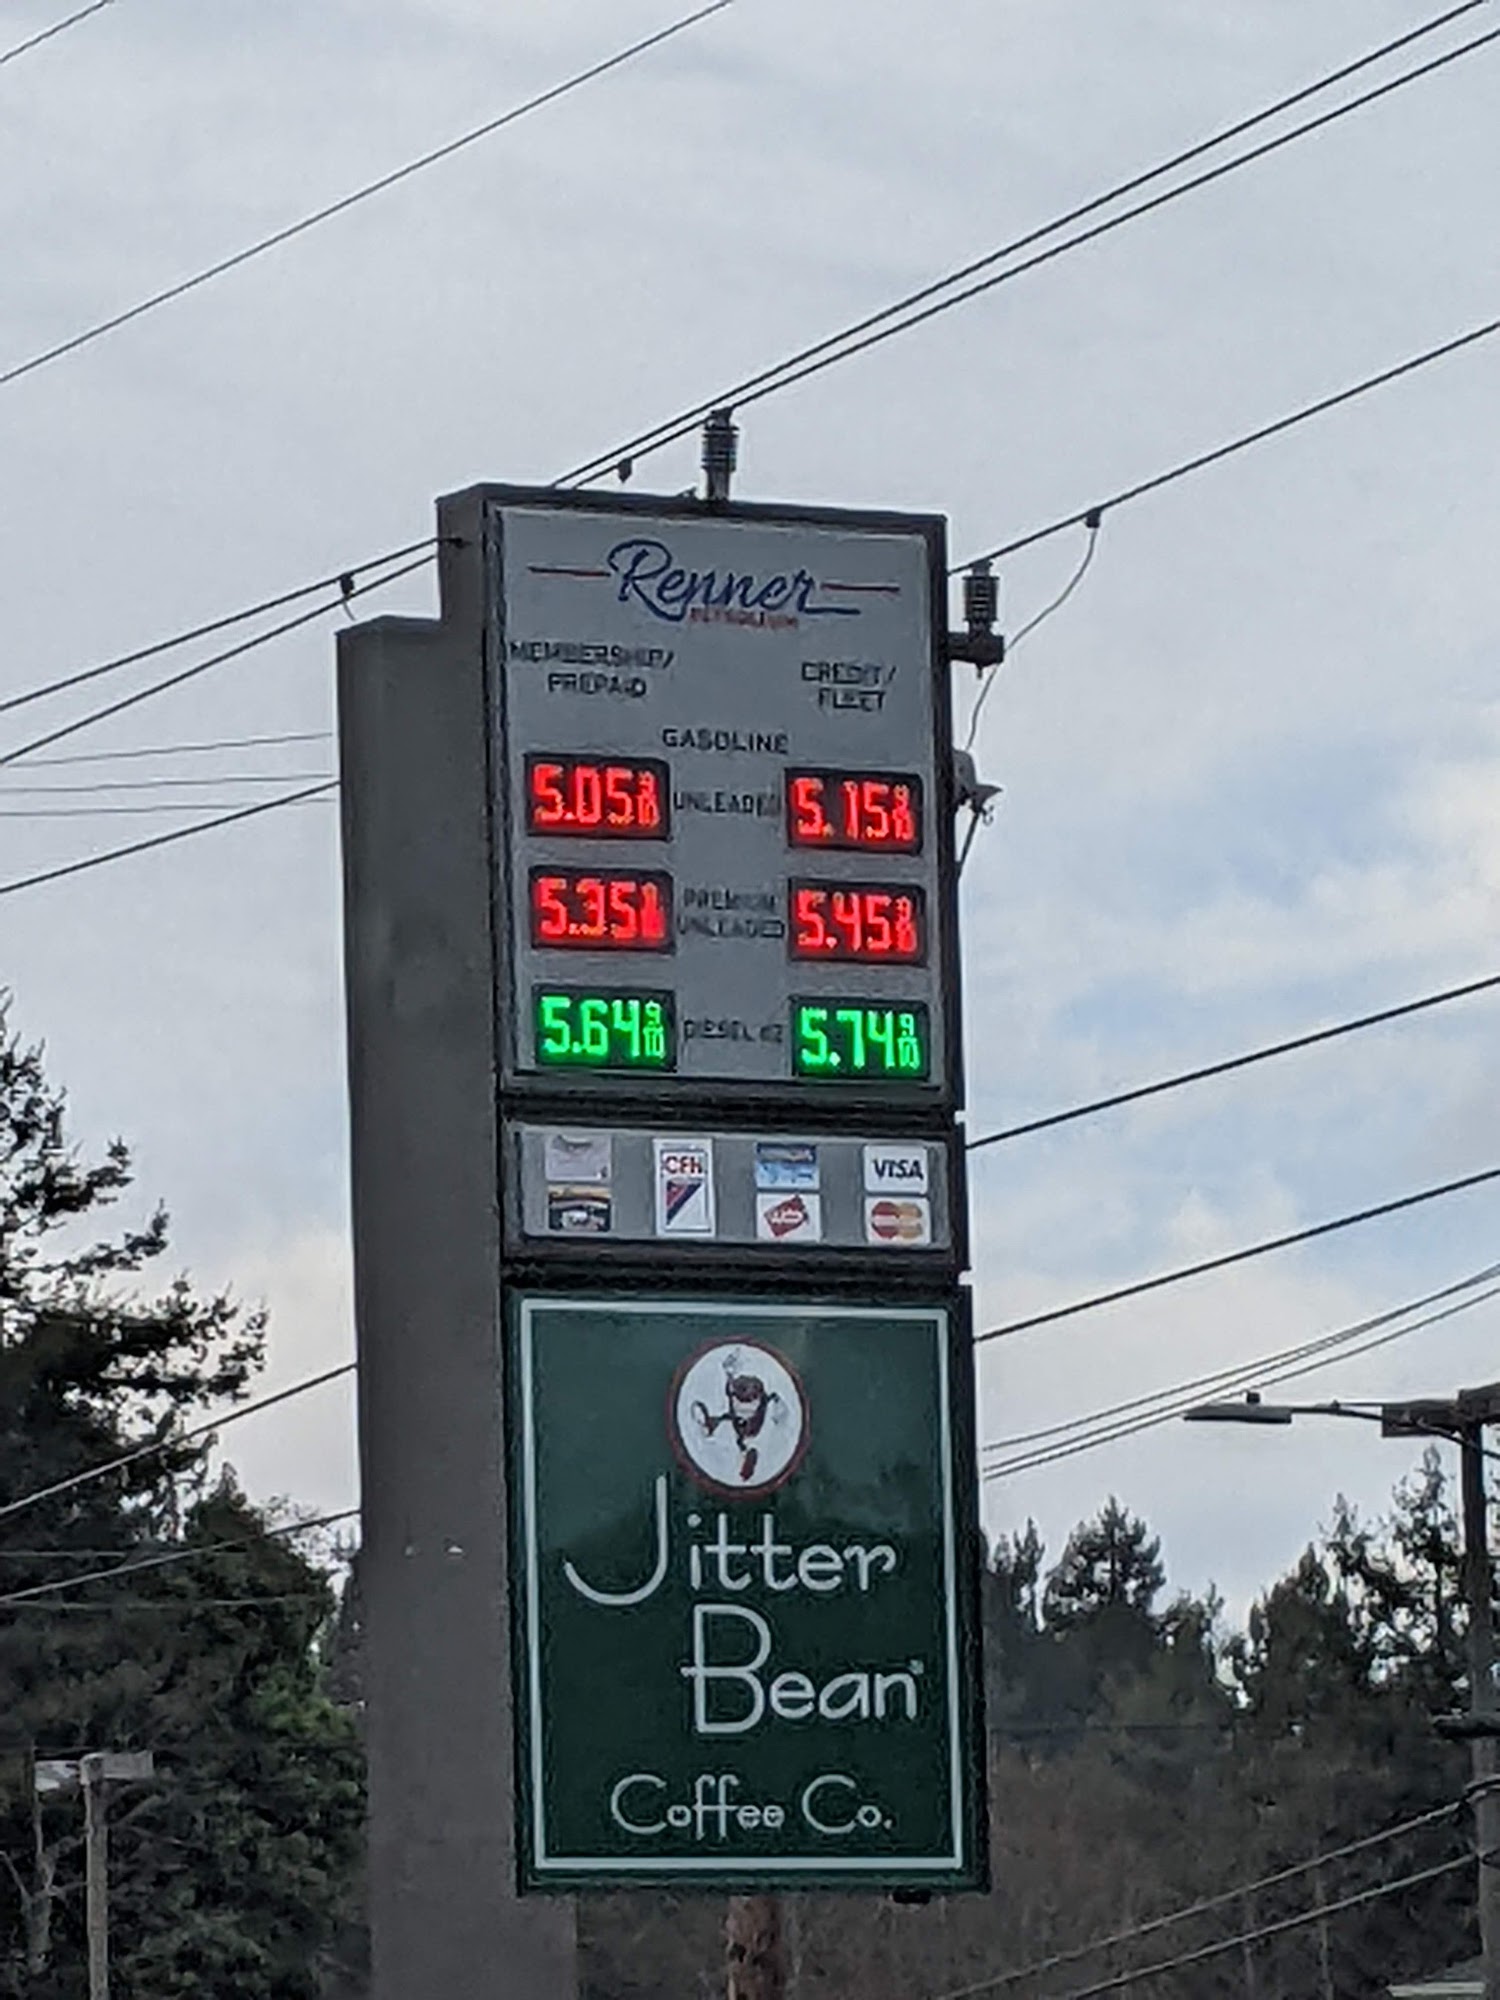 Renner
PETROLEUM
MEMBERSHIP/
PREPAID
CREDIT/
FLEET
GASOLINE
5.05 9/10 UNLEADED 5.15 9/10
5.35 9/10 PREMIUM UNLEADED 5.45 9/10
5.64 9/10 DIESEL #2 5.74 9/10
CFN
VISA
Jitter
Bean
Coffee Co.